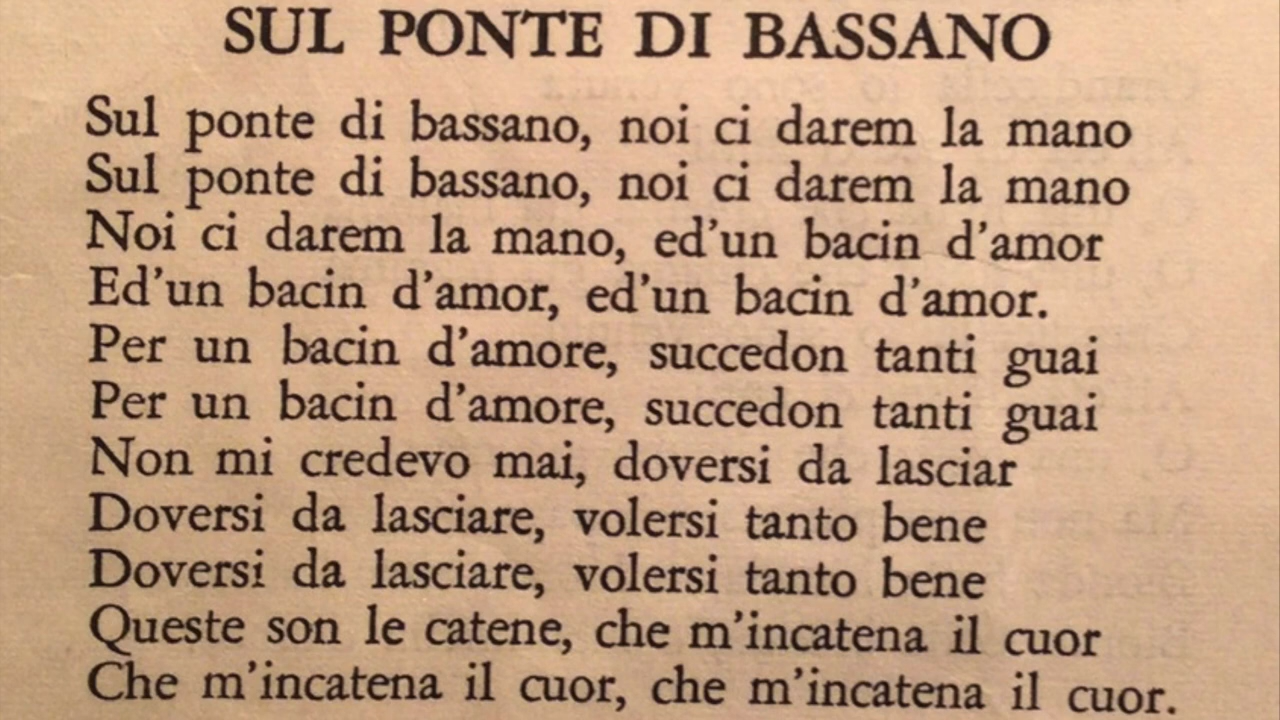 SUL PONTE DI BASSANO
Sul ponte di bassano, noi ci darem la mano
Sul ponte di bassano, noi ci darem la mano
Noi ci darem la mano, ed'un bacin d'amor
Ed'un bacin d'amor, ed'un bacin d'amor.
Per un bacin d'amore, succedon tanti guai
Per un bacin d'amore, succedon tanti guai
Non mi credevo mai, doversi da lasciar
Doversi da lasciare, volersi tanto bene
Doversi da lasciare, volersi tanto bene
Queste son le catene, che m'incatena il cuor
Che m'incatena il cuor, che m'incatena il cuor.